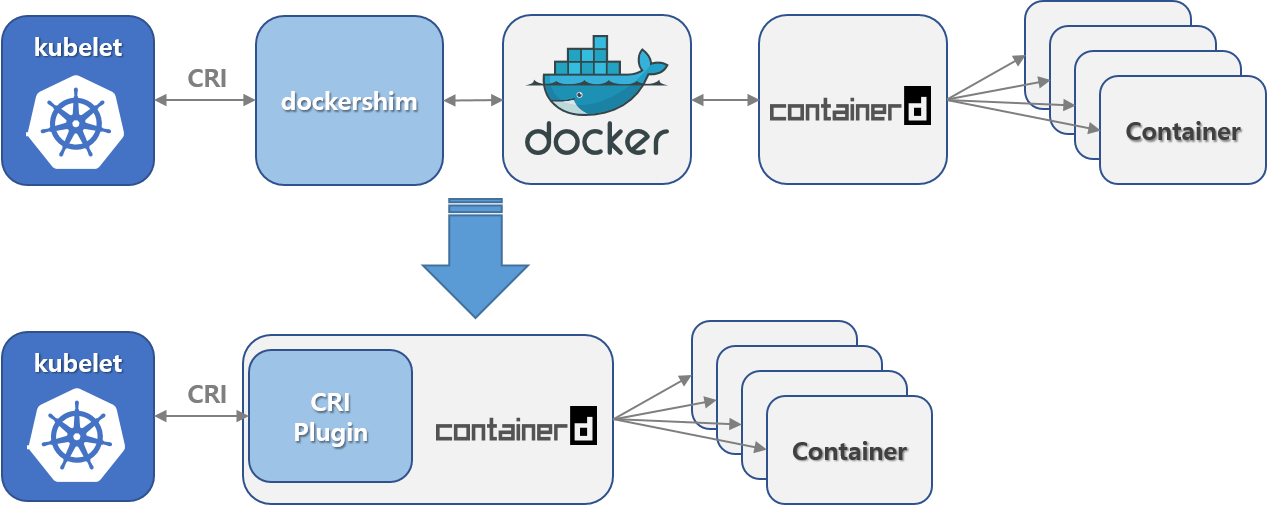 kubelet
CRI
dockershim
docker
containerd
Container
kubelet
CRI
CRI
Plugin
containerd
Container